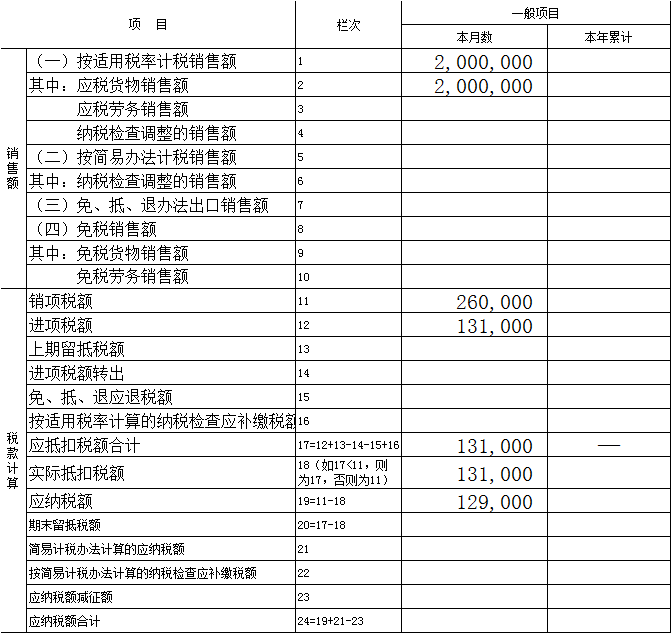 项 目 栏次 一般项目
本月数 本年累计
销售额
（一）按适用税率计税销售额 1 2,000,000
其中：应税货物销售额 2 2,000,000
应税劳务销售额 3
纳税检查调整的销售额 4
（二）按简易办法计税销售额 5
其中：纳税检查调整的销售额 6
（三）免、抵、退办法出口销售额 7
（四）免税销售额 8
其中：免税货物销售额 9
免税劳务销售额 10
税款计算
销项税额 11 260,000
进项税额 12 131,000
上期留抵税额 13
进项税额转出 14
免、抵、退应退税额 15
按适用税率计算的纳税检查应补缴税额 16
应抵扣税额合计 17=12+13-14-15+16 131,000 ——
实际抵扣税额 18（如17<11，则为17，否则为11） 131,000
应纳税额 19=11-18 129,000
期末留抵税额 20=17-18
简易计税办法计算的应纳税额 21
按简易计税办法计算的纳税检查应补缴税额 22
应纳税额减征额 23
应纳税额合计 24=19+21-23